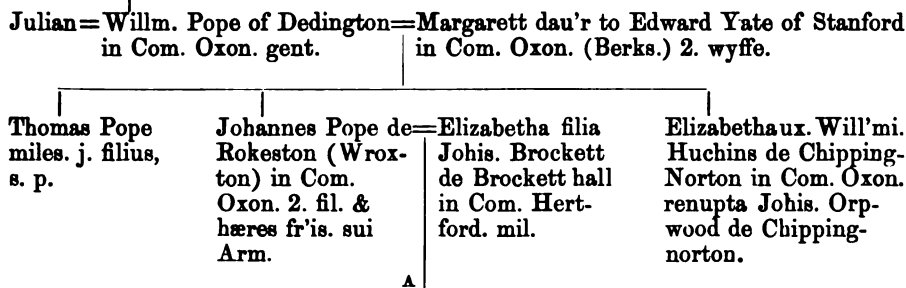 Julian=Willm. Pope of Dedington=Margarett dau'r to Edward Yate of Stanford
in Com. Oxon. gent.
in Com. Oxon. (Berks.) 2. wyffe.
Thomas Pope
miles. j. filius,
s. p.
Johannes Pope de=Elizabetha filia
Rokeston (Wrox-
ton) in Com.
Oxon. 2. fil. &
hæres fr'is. sui
Arm.
Johis. Brockett
de Brockett hall
in Com. Hert-
ford. mil.
Elizabetha ux. Will'mi.
Huchins de Chipping-
Norton in Com. Oxon.
renupta Johis. Orp-
wood de Chipping-
norton.
A